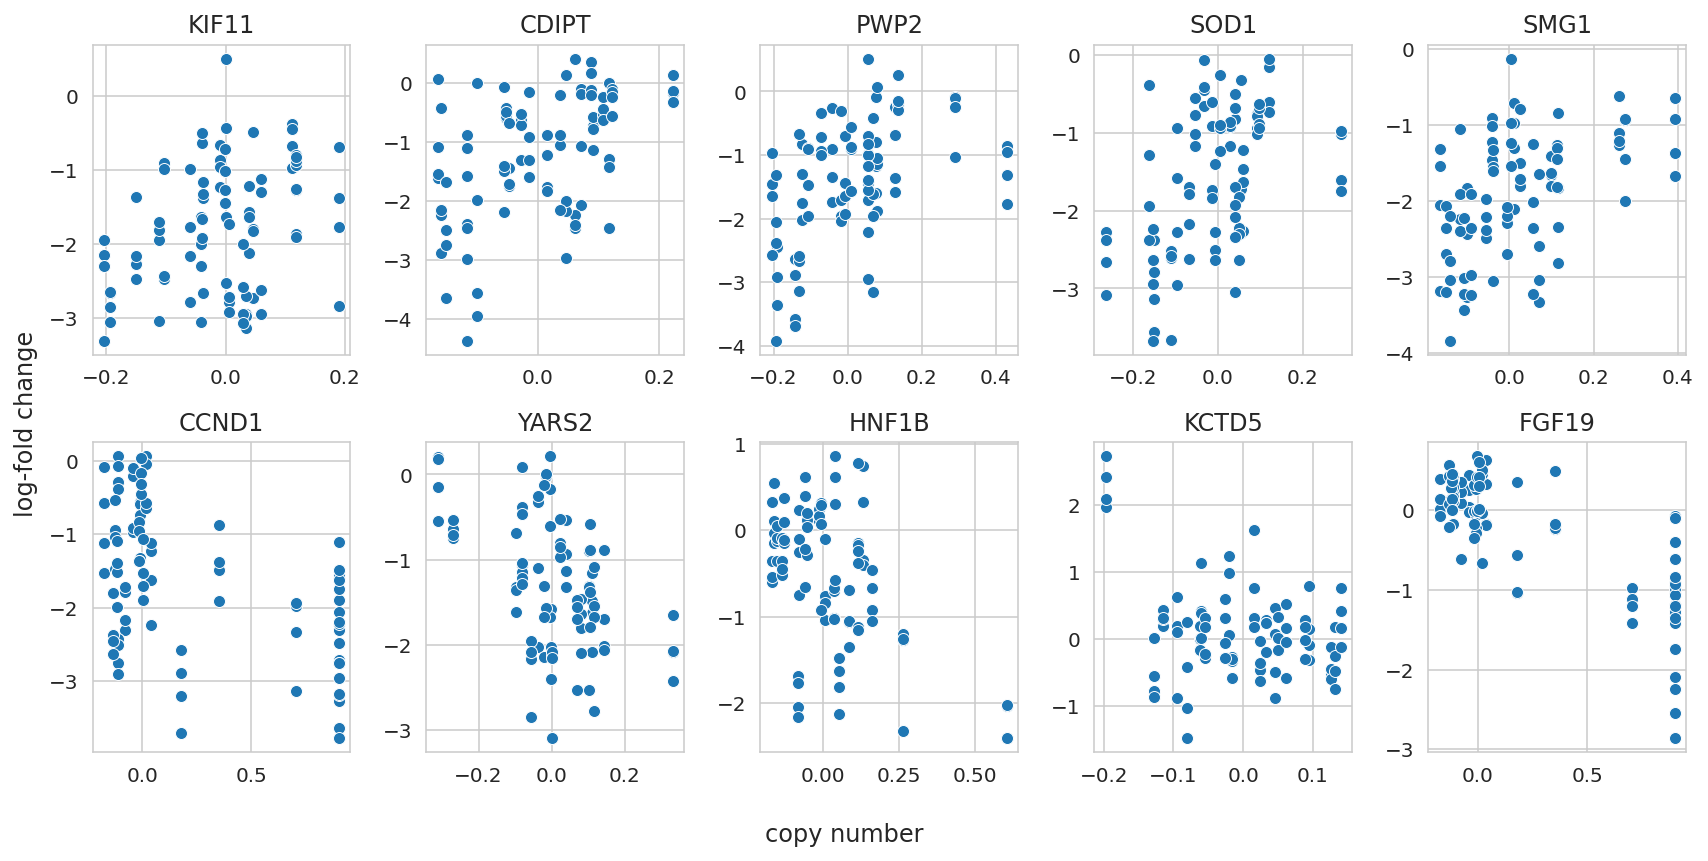 KIF11 CDIPT PWP2 SOD1 SMG1
0 −1 −2 −3
0 −1 −2 −3 −4
0 −1 −2 −3 −4
0 −1 −2 −3
0 −1 −2 −3 −4
−0.2 0.0 0.2
0.0 0.2
−0.2 0.0 0.2 0.4
−0.2 0.0 0.2
0.0 0.2 0.4
log-fold change
CCND1 YARS2 HNF1B KCTD5 FGF19
0 −1 −2 −3
0 −1 −2 −3
1 0 −1 −2
2 1 0 −1
0 −1 −2 −3
0.0 0.5
−0.2 0.0 0.2
0.00 0.25 0.50
−0.2 −0.1 0.0 0.1
0.0 0.5
copy number